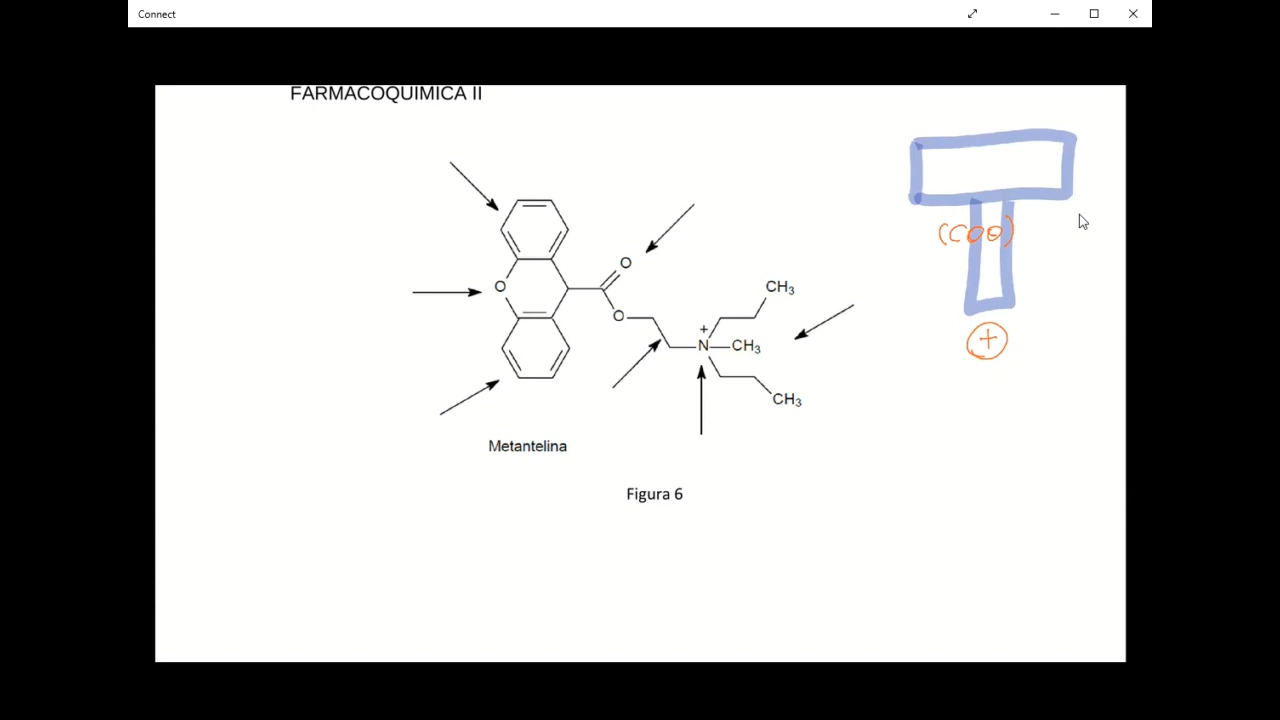 Connect
FARMACOQUIMICA II
O
O
O
CH3
+
N
CH3
CH3
Metantelina
Figura 6
(COO)
+